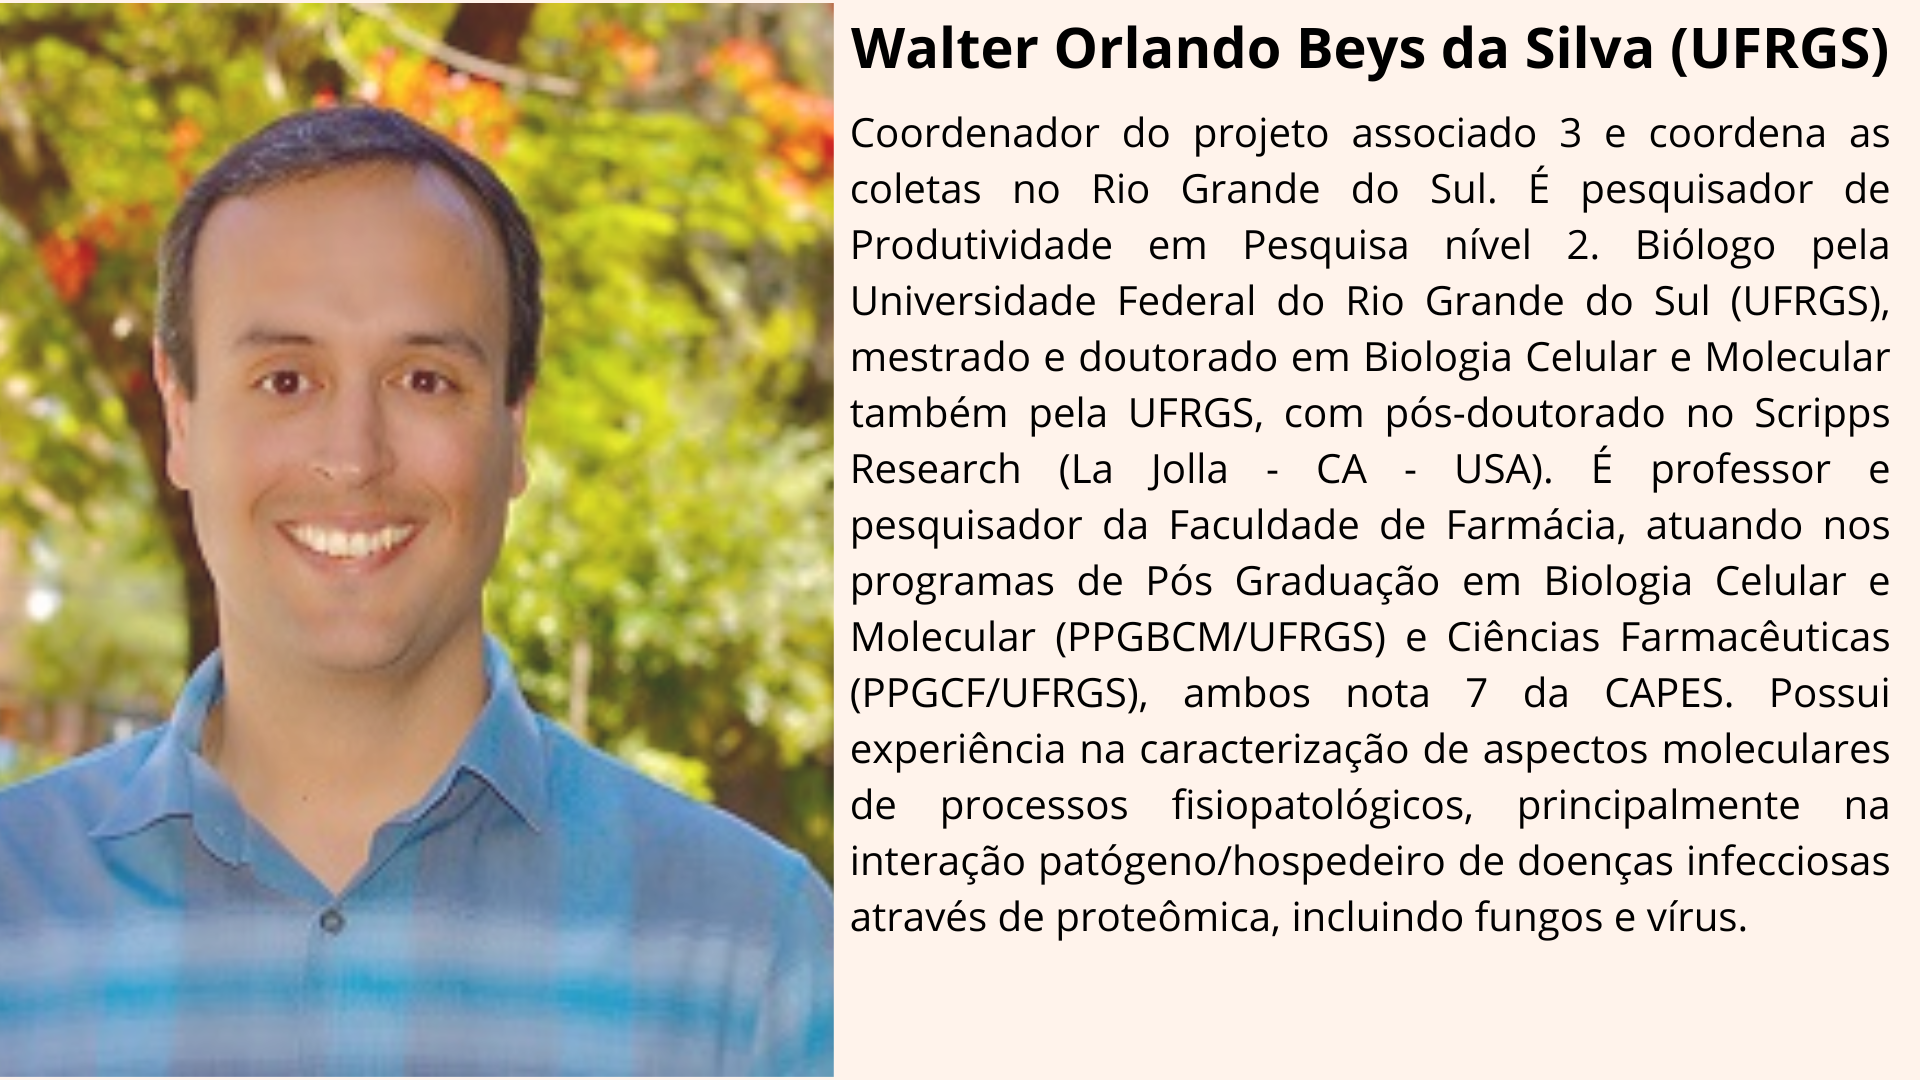 Walter Orlando Beys da Silva (UFRGS)
Coordenador do projeto associado 3 e coordena as
coletas no Rio Grande do Sul. É pesquisador de
Produtividade em Pesquisa nível 2. Biólogo pela
Universidade Federal do Rio Grande do Sul (UFRGS),
mestrado e doutorado em Biologia Celular e Molecular
também pela UFRGS, com pós-doutorado no Scripps
Research (La Jolla - CA - USA). É professor e
pesquisador da Faculdade de Farmácia, atuando nos
programas de Pós Graduação em Biologia Celular e
Molecular (PPGBCM/UFRGS) e Ciências Farmacêuticas
(PPGCF/UFRGS), ambos nota 7 da CAPES. Possui
experiência na caracterização de aspectos moleculares
de processos fisiopatológicos, principalmente na
interação patógeno/hospedeiro de doenças infecciosas
através de proteômica, incluindo fungos e vírus.